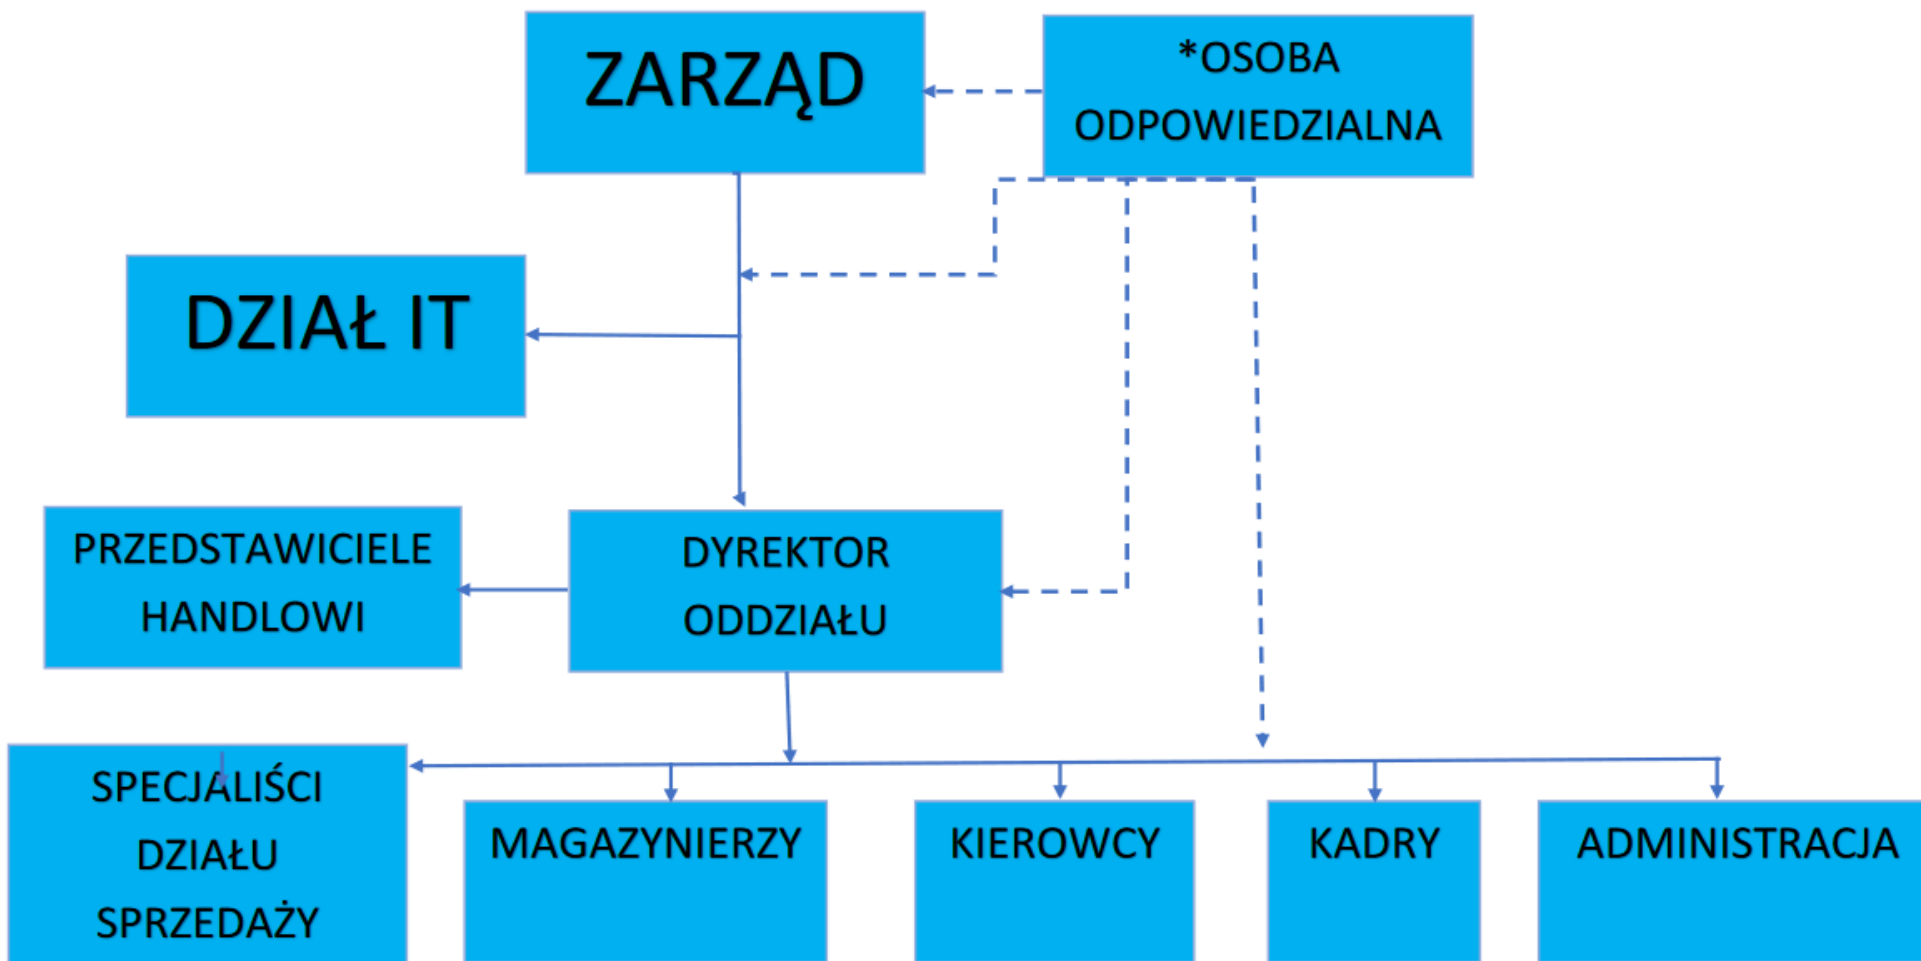 ZARZĄD
*OSOBA
ODPOWIEDZIALNA
DZIAŁ IT
PRZEDSTAWICIELE
HANDLOWI
DYREKTOR
ODDZIAŁU
SPECJALIŚCI
DZIAŁU
SPRZEDAŻY
MAGAZYNIERZY
KIEROWCY
KADRY
ADMINISTRACJA